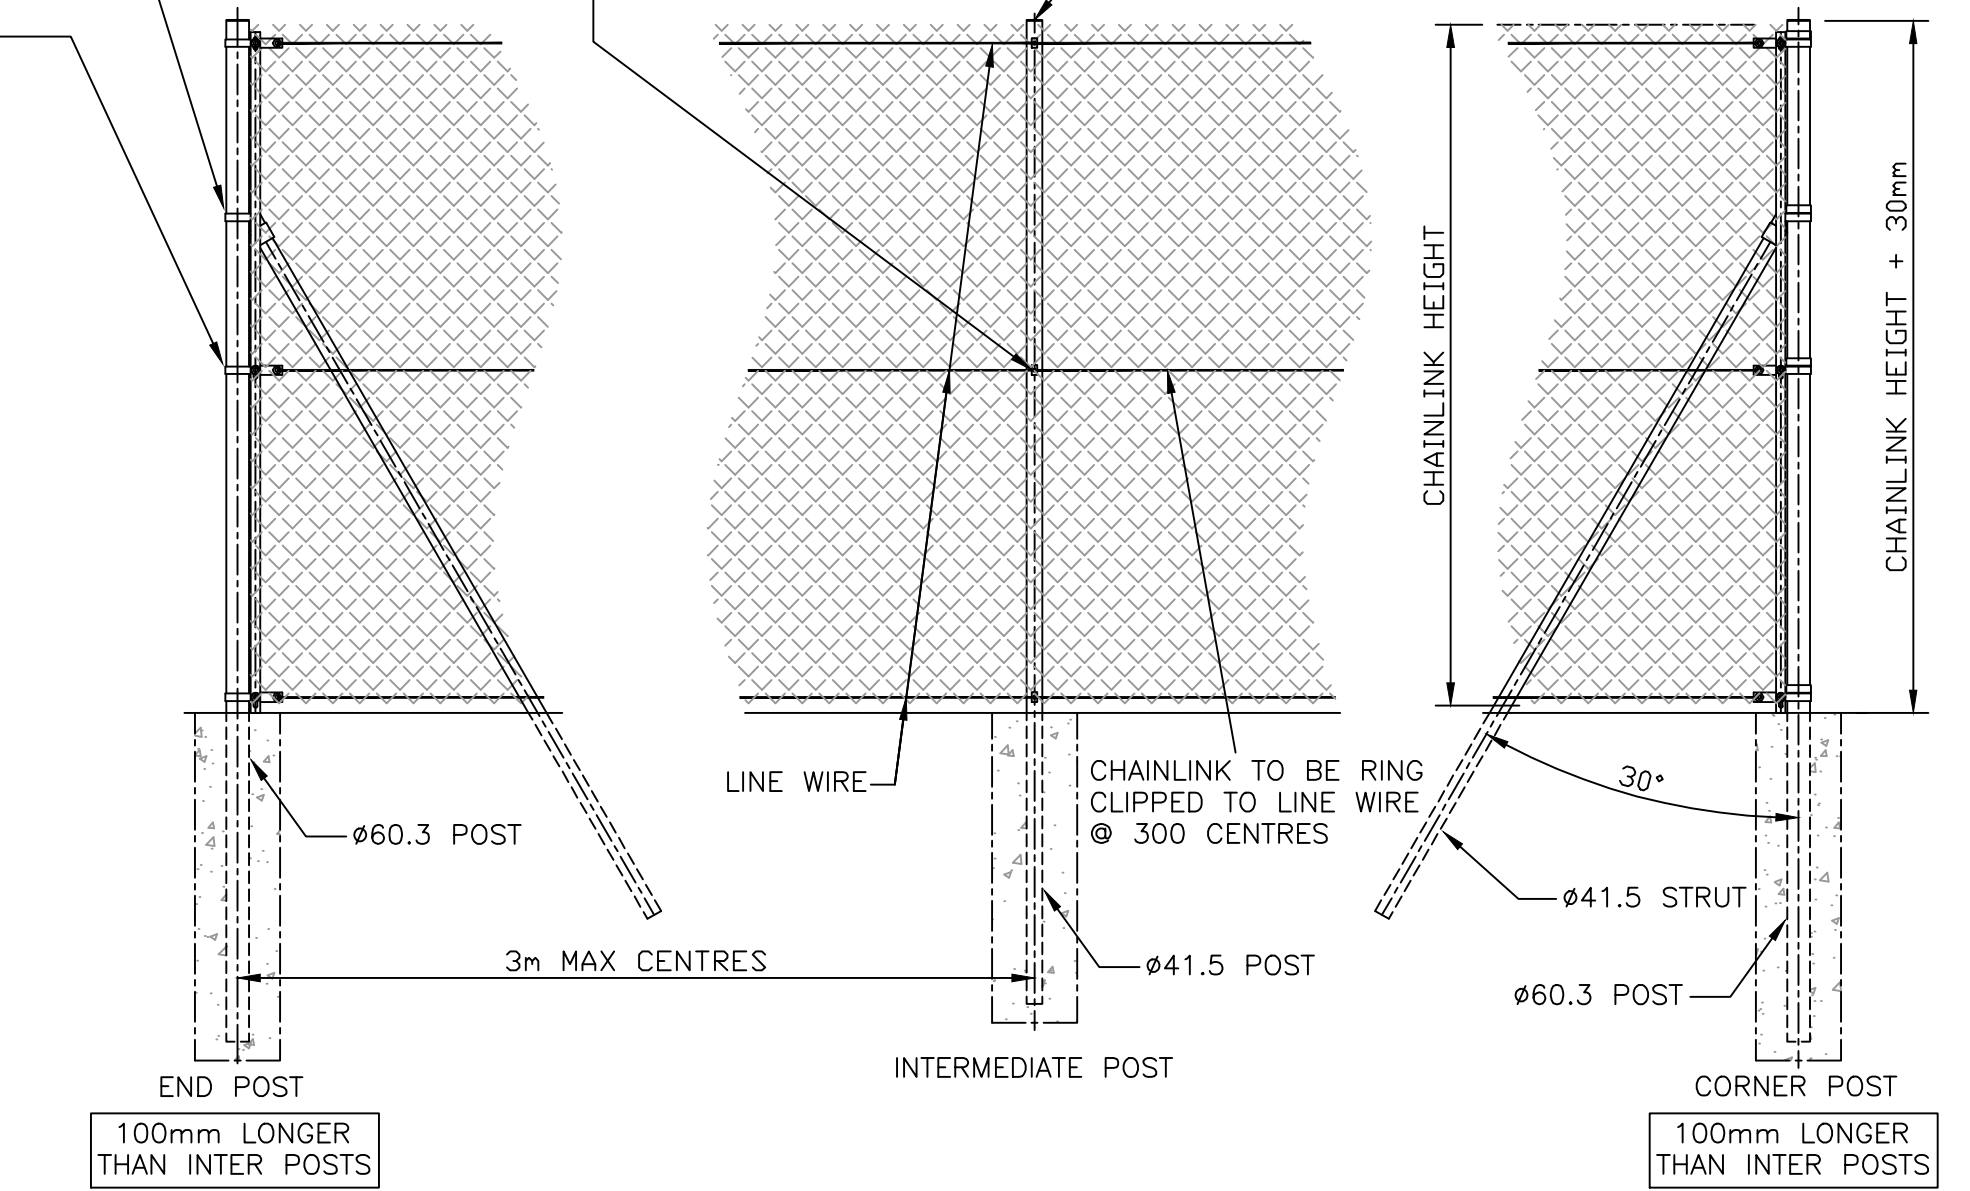 CHAINLINK HEIGHT
CHAINLINK HEIGHT + 30mm
LINE WIRE
CHAINLINK TO BE RING
CLIPPED TO LINE WIRE
@ 300 CENTRES
30°
ø60.3 POST
ø41.5 STRUT
3m MAX CENTRES
ø41.5 POST
ø60.3 POST
INTERMEDIATE POST
END POST
CORNER POST
100mm LONGER
THAN INTER POSTS
100mm LONGER
THAN INTER POSTS